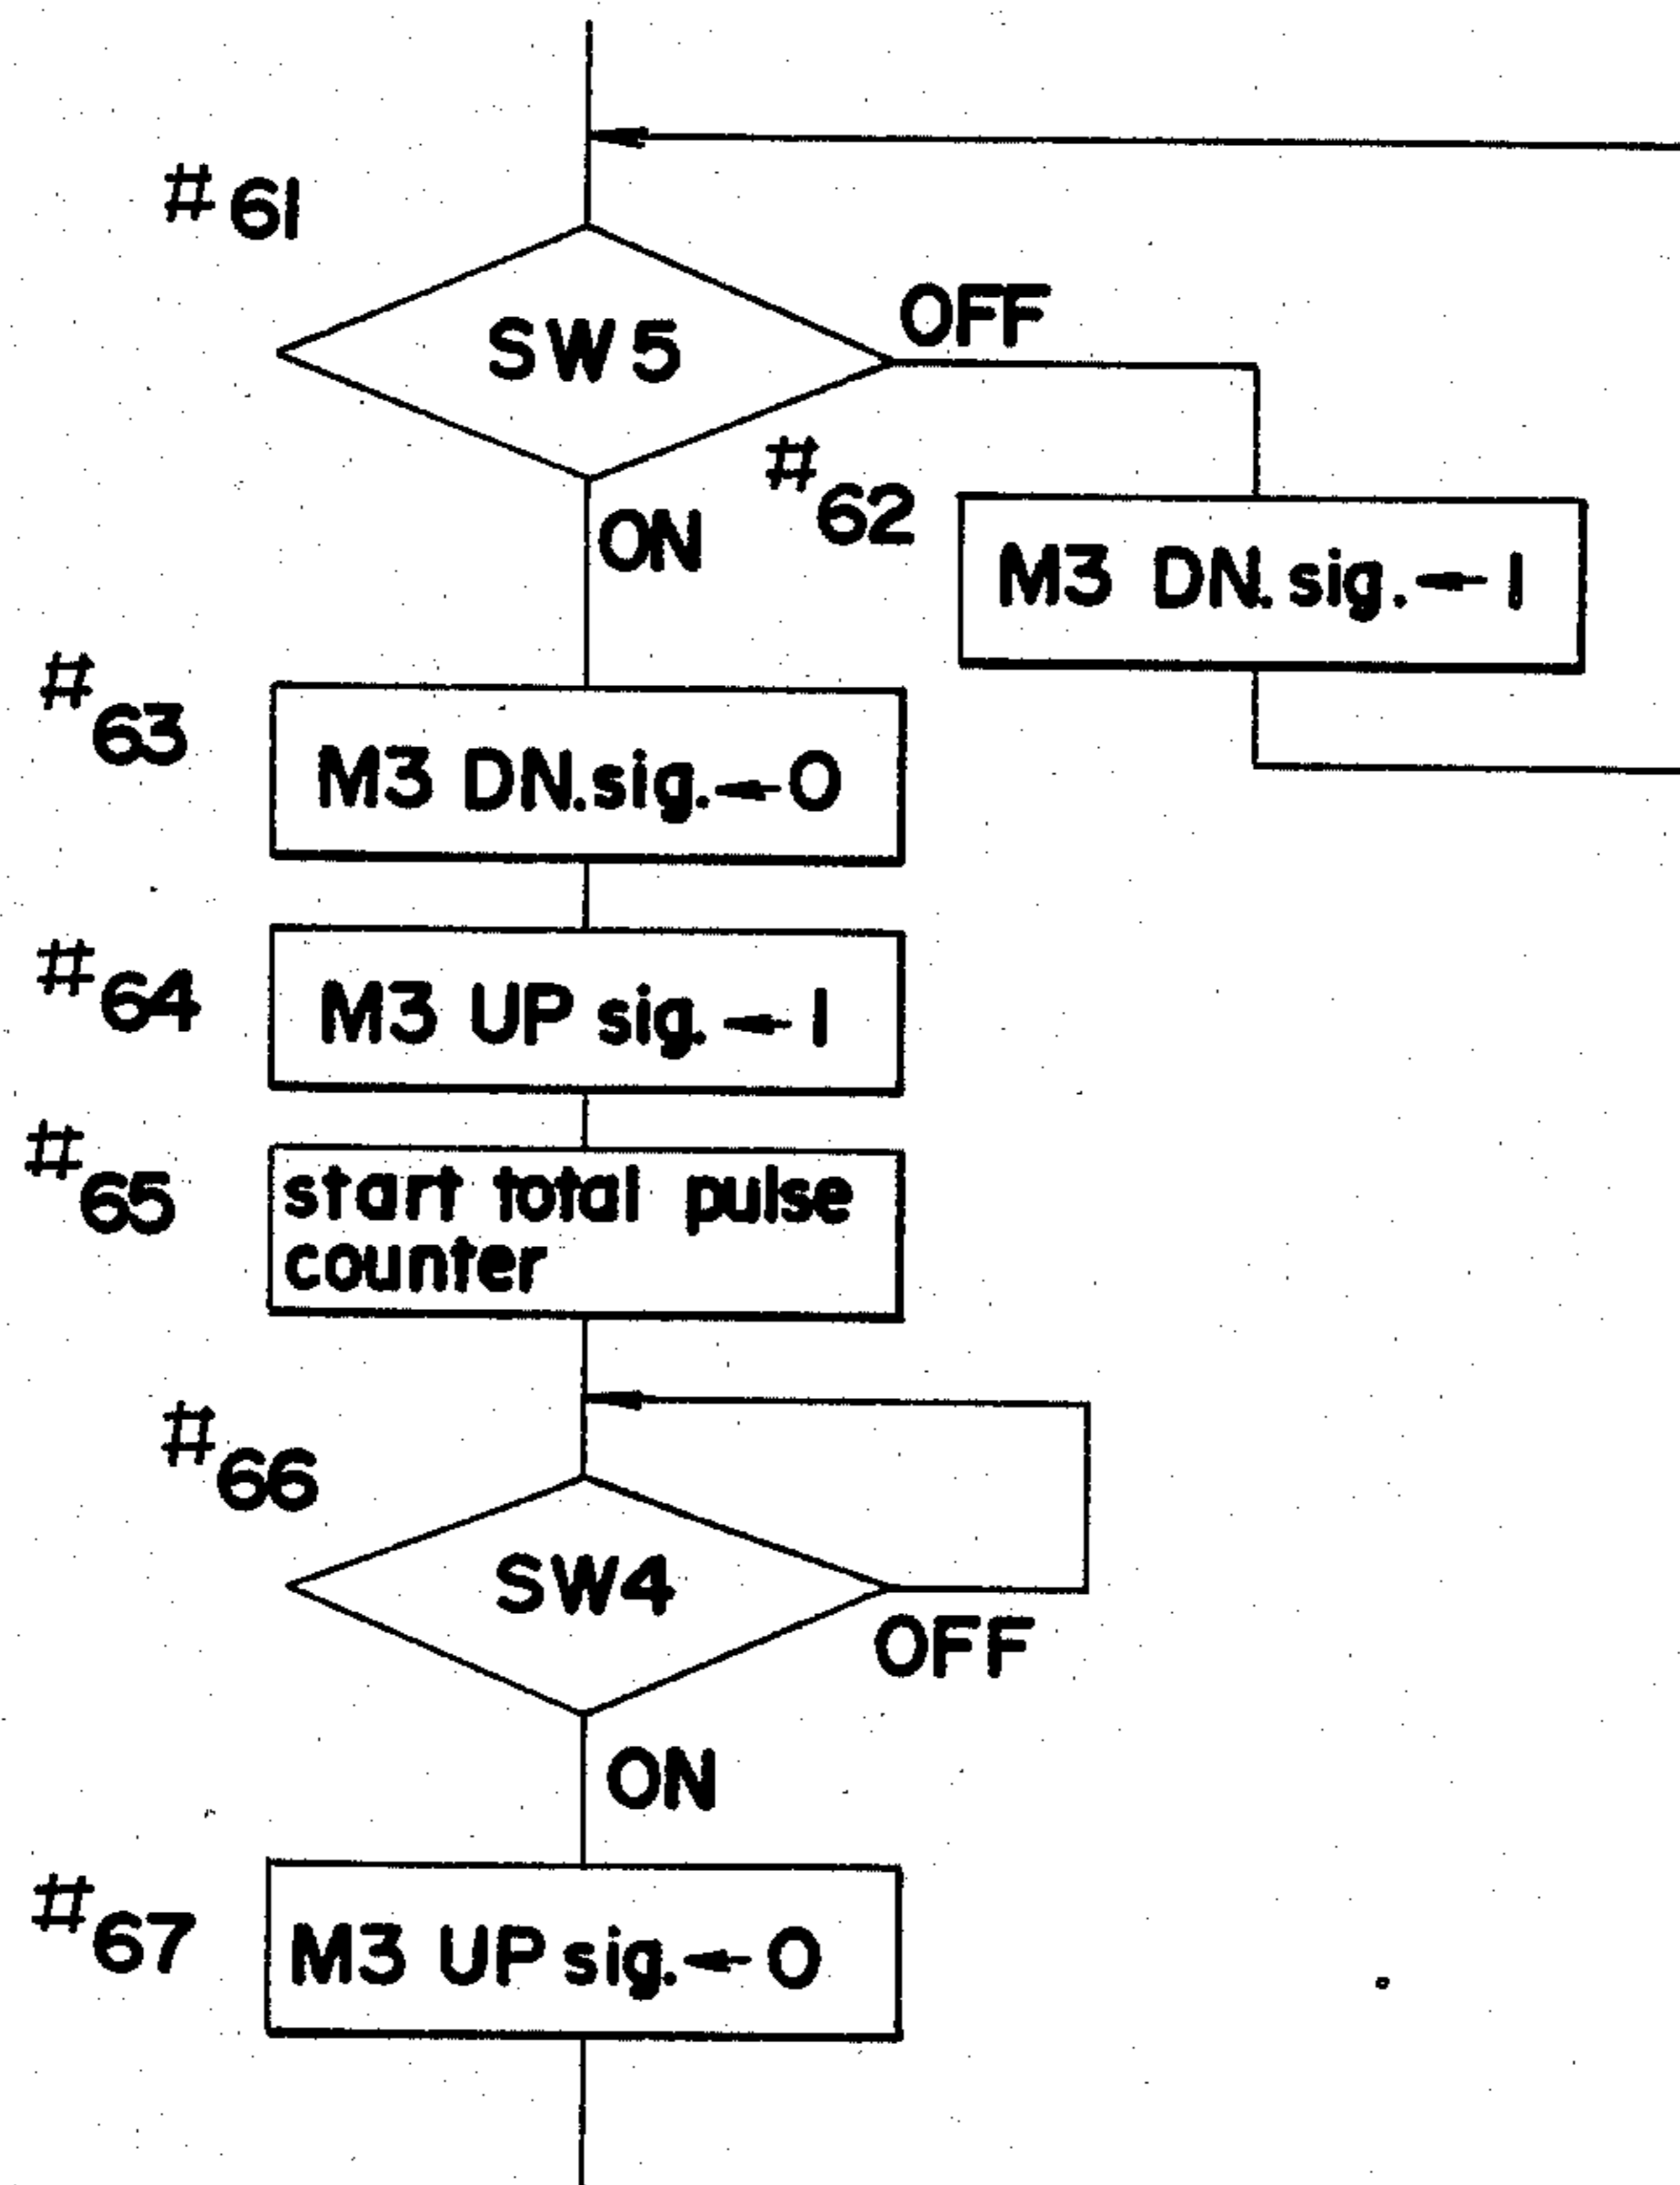 #61
SW5
OFF
ON
#62
M3 DN. sig. ← 1
#63
M3 DN. sig. ← 0
#64
M3 UP sig. ← 1
#65
start total pulse
counter
#66
SW4
OFF
ON
#67
M3 UP sig. ← 0